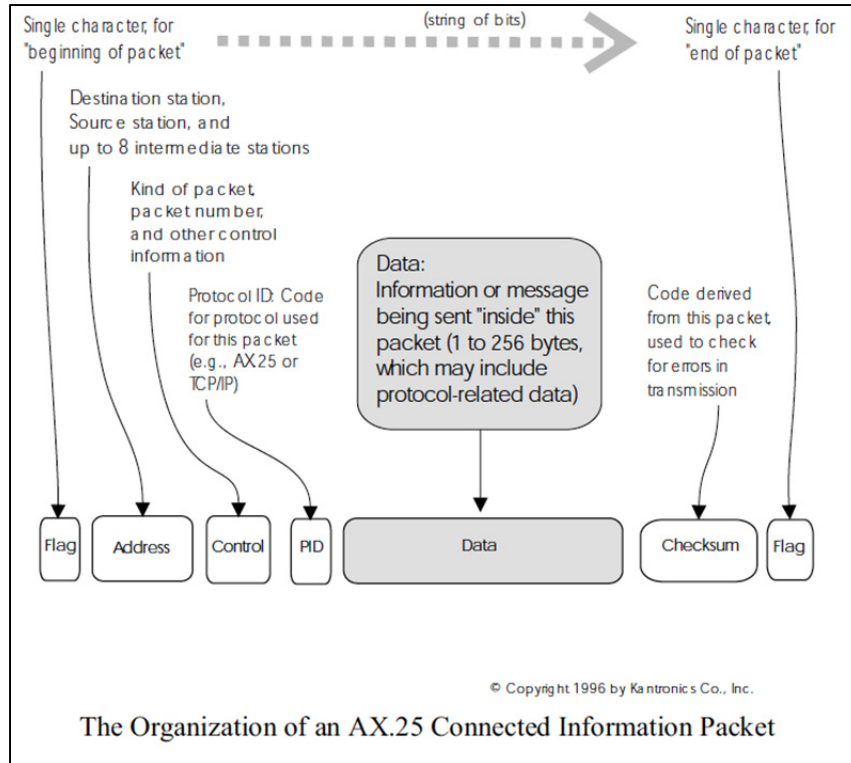 Single character, for
"beginning of packet"
(string of bits)
Single character, for
"end of packet"
Destination station,
Source station, and
up to 8 intermediate stations
Kind of packet,
packet number,
and other control
information
Protocol ID: Code
for protocol used
for this packet
(e.g., AX.25 or
TCP/IP)
Data:
Information or message
being sent "inside" this
packet (1 to 256 bytes,
which may include
protocol-related data)
Code derived
from this packet,
used to check
for errors in
transmission
Flag
Address
Control
PID
Data
Checksum
Flag
© Copyright 1996 by Kantronics Co., Inc.
The Organization of an AX.25 Connected Information Packet